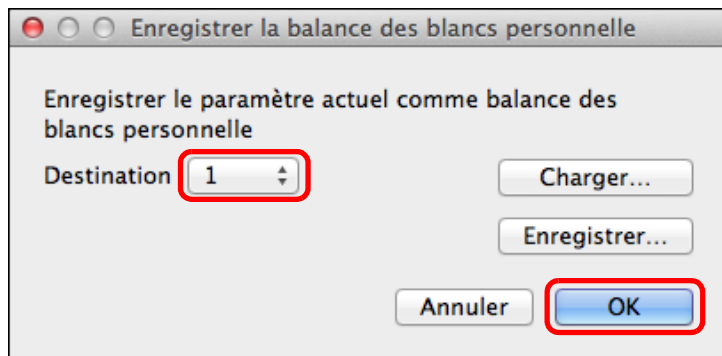 Enregistrer la balance des blancs personnelle
Enregistrer le paramètre actuel comme balance des
blancs personnelle
Destination 1 Charger...
Enregistrer...
Annuler OK